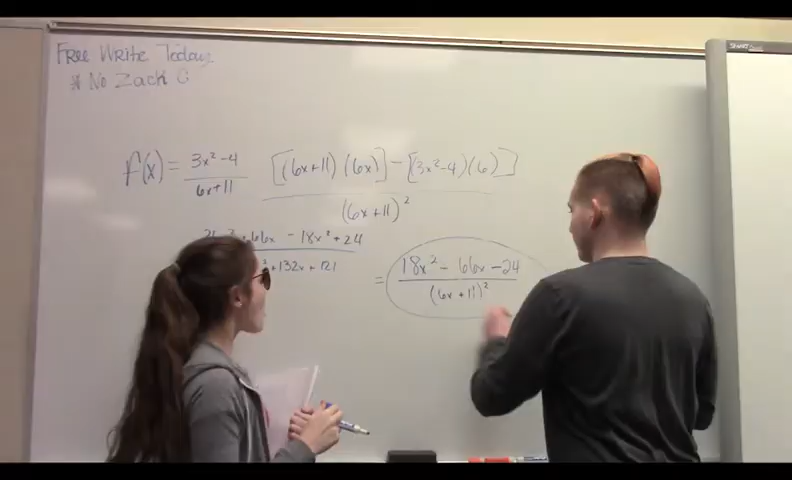 Free Write Today
* No Zack C
f(x) = 3x² - 4 / 6x + 11
[(6x+11)(6x)] - [(3x²-4)(6)] / (6x+11)²
66x - 18x² + 24
+ 132x + 121
= 18x² - 66x - 24 / (6x + 11)²
SMART